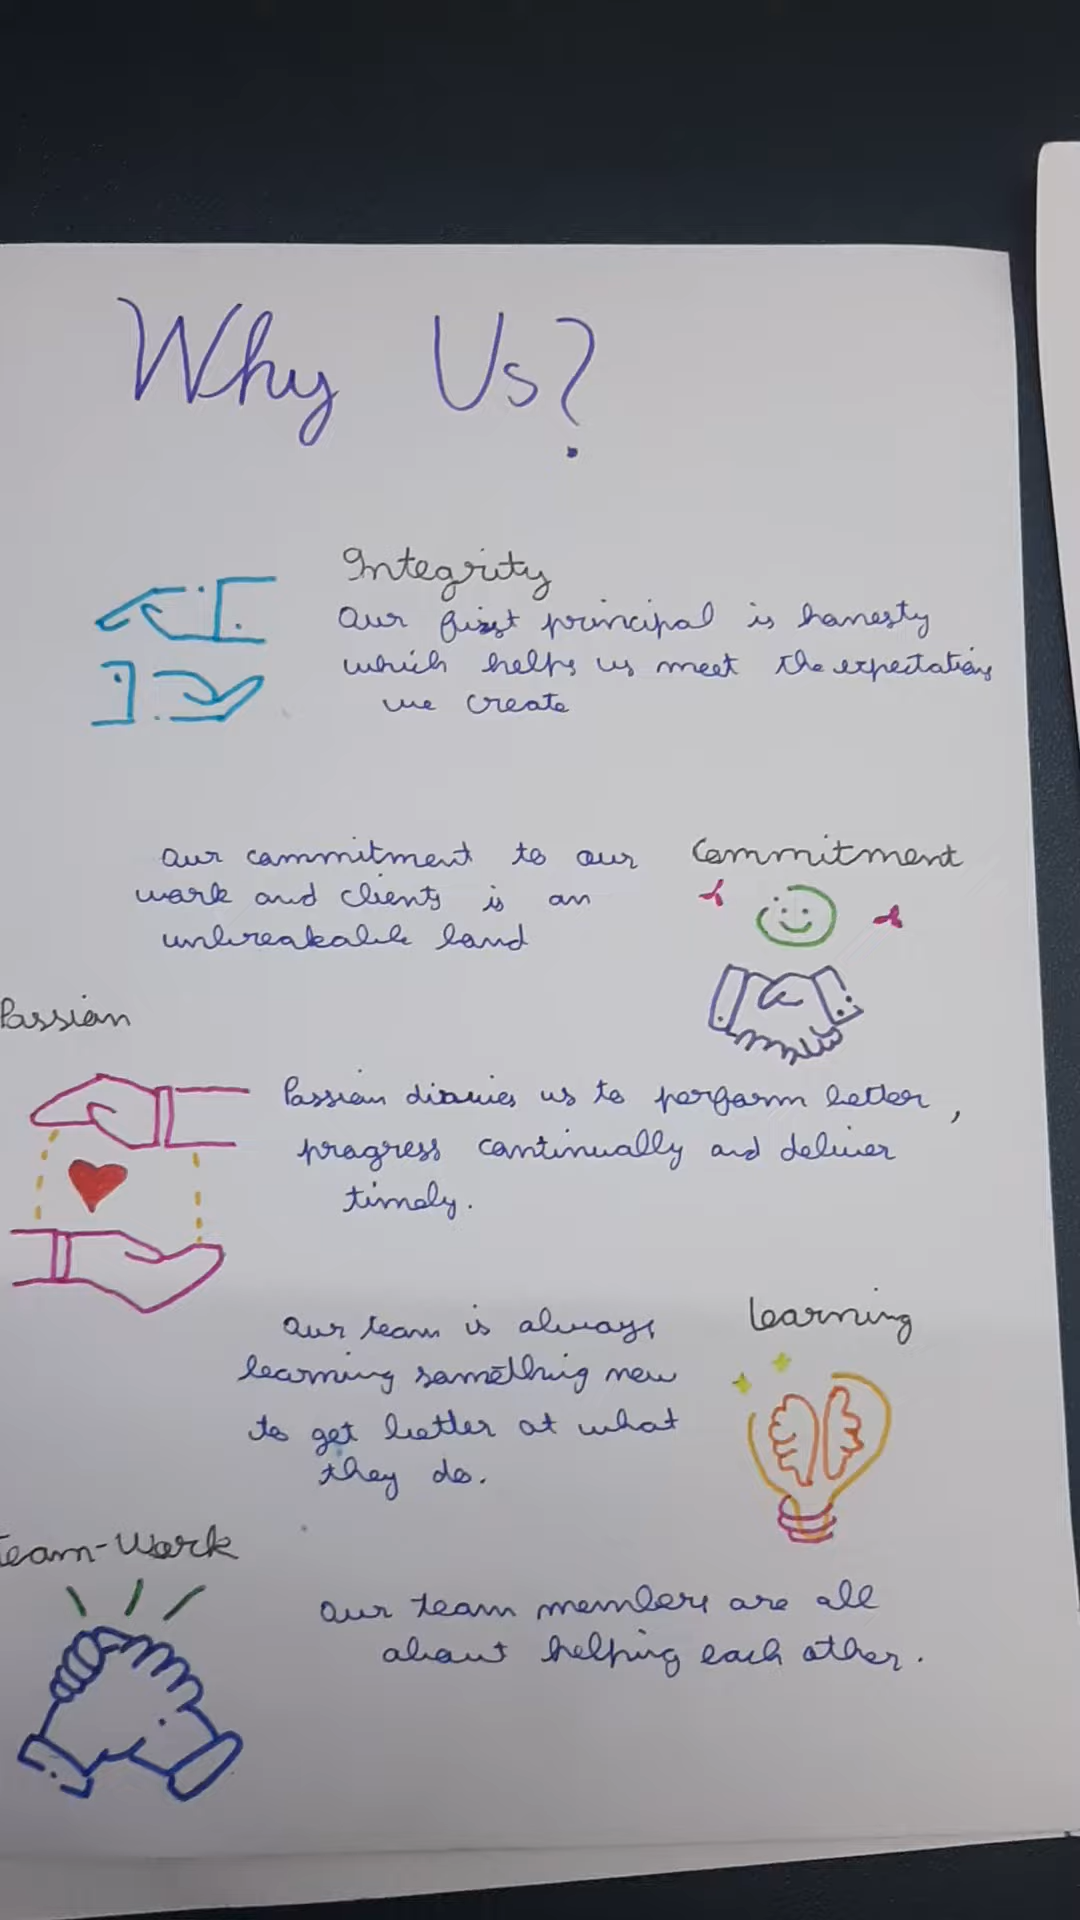 Why Us?
Integrity
Our first principal is honesty
which helps us meet the expectations
we create
Commitment
Our commitment to our
work and clients is an
unbreakable bond
Passion
Passion drives us to perform better,
progress continually and deliver
timely.
Learning
Our team is always
learning something new
to get better at what
they do.
Team-Work
Our team members are all
about helping each other.